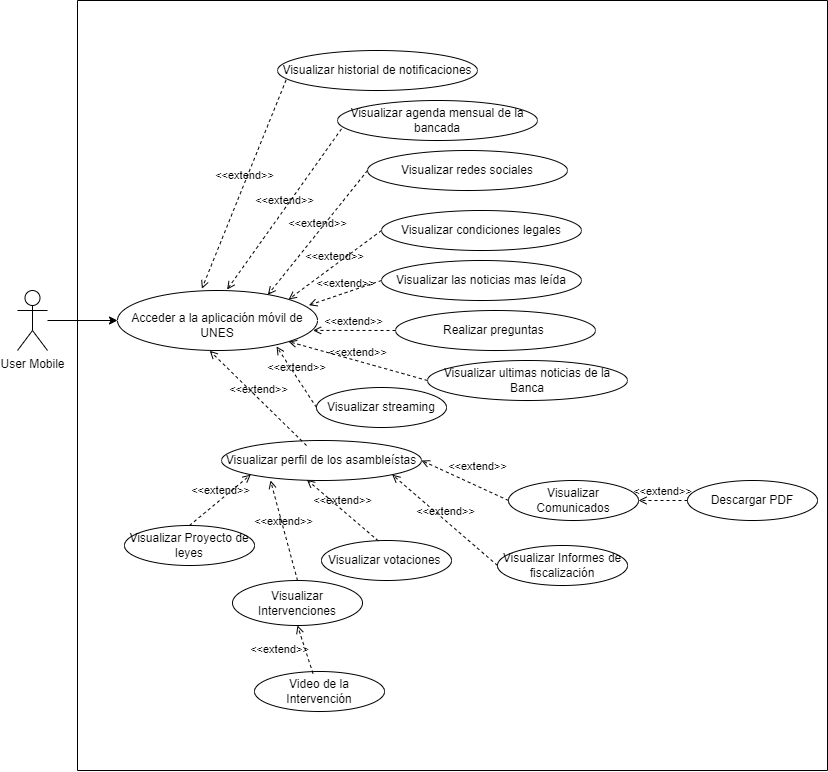 Visualizar historial de notificaciones
Visualizar agenda mensual de la
bancada
<<extend>>
Visualizar redes sociales
<<extend>>
<<extend>>
Visualizar condiciones legales
<<extend>>
Visualizar las noticias mas leída
<<extend>>
Acceder a la aplicación móvil de
UNES
<<extend>>
Realizar preguntas
User Mobile
<<extend>>
Visualizar ultimas noticias de la
Banca
<<extend>>
<<extend>>
Visualizar streaming
Visualizar perfil de los asambleístas
<<extend>>
Visualizar
Comunicados
<<extend>>
Descargar PDF
<<extend>>
<<extend>>
<<extend>>
<<extend>>
Visualizar Proyecto de
leyes
Visualizar votaciones
Visualizar Informes de
fiscalización
Visualizar
Intervenciones
<<extend>>
Video de la
Intervención